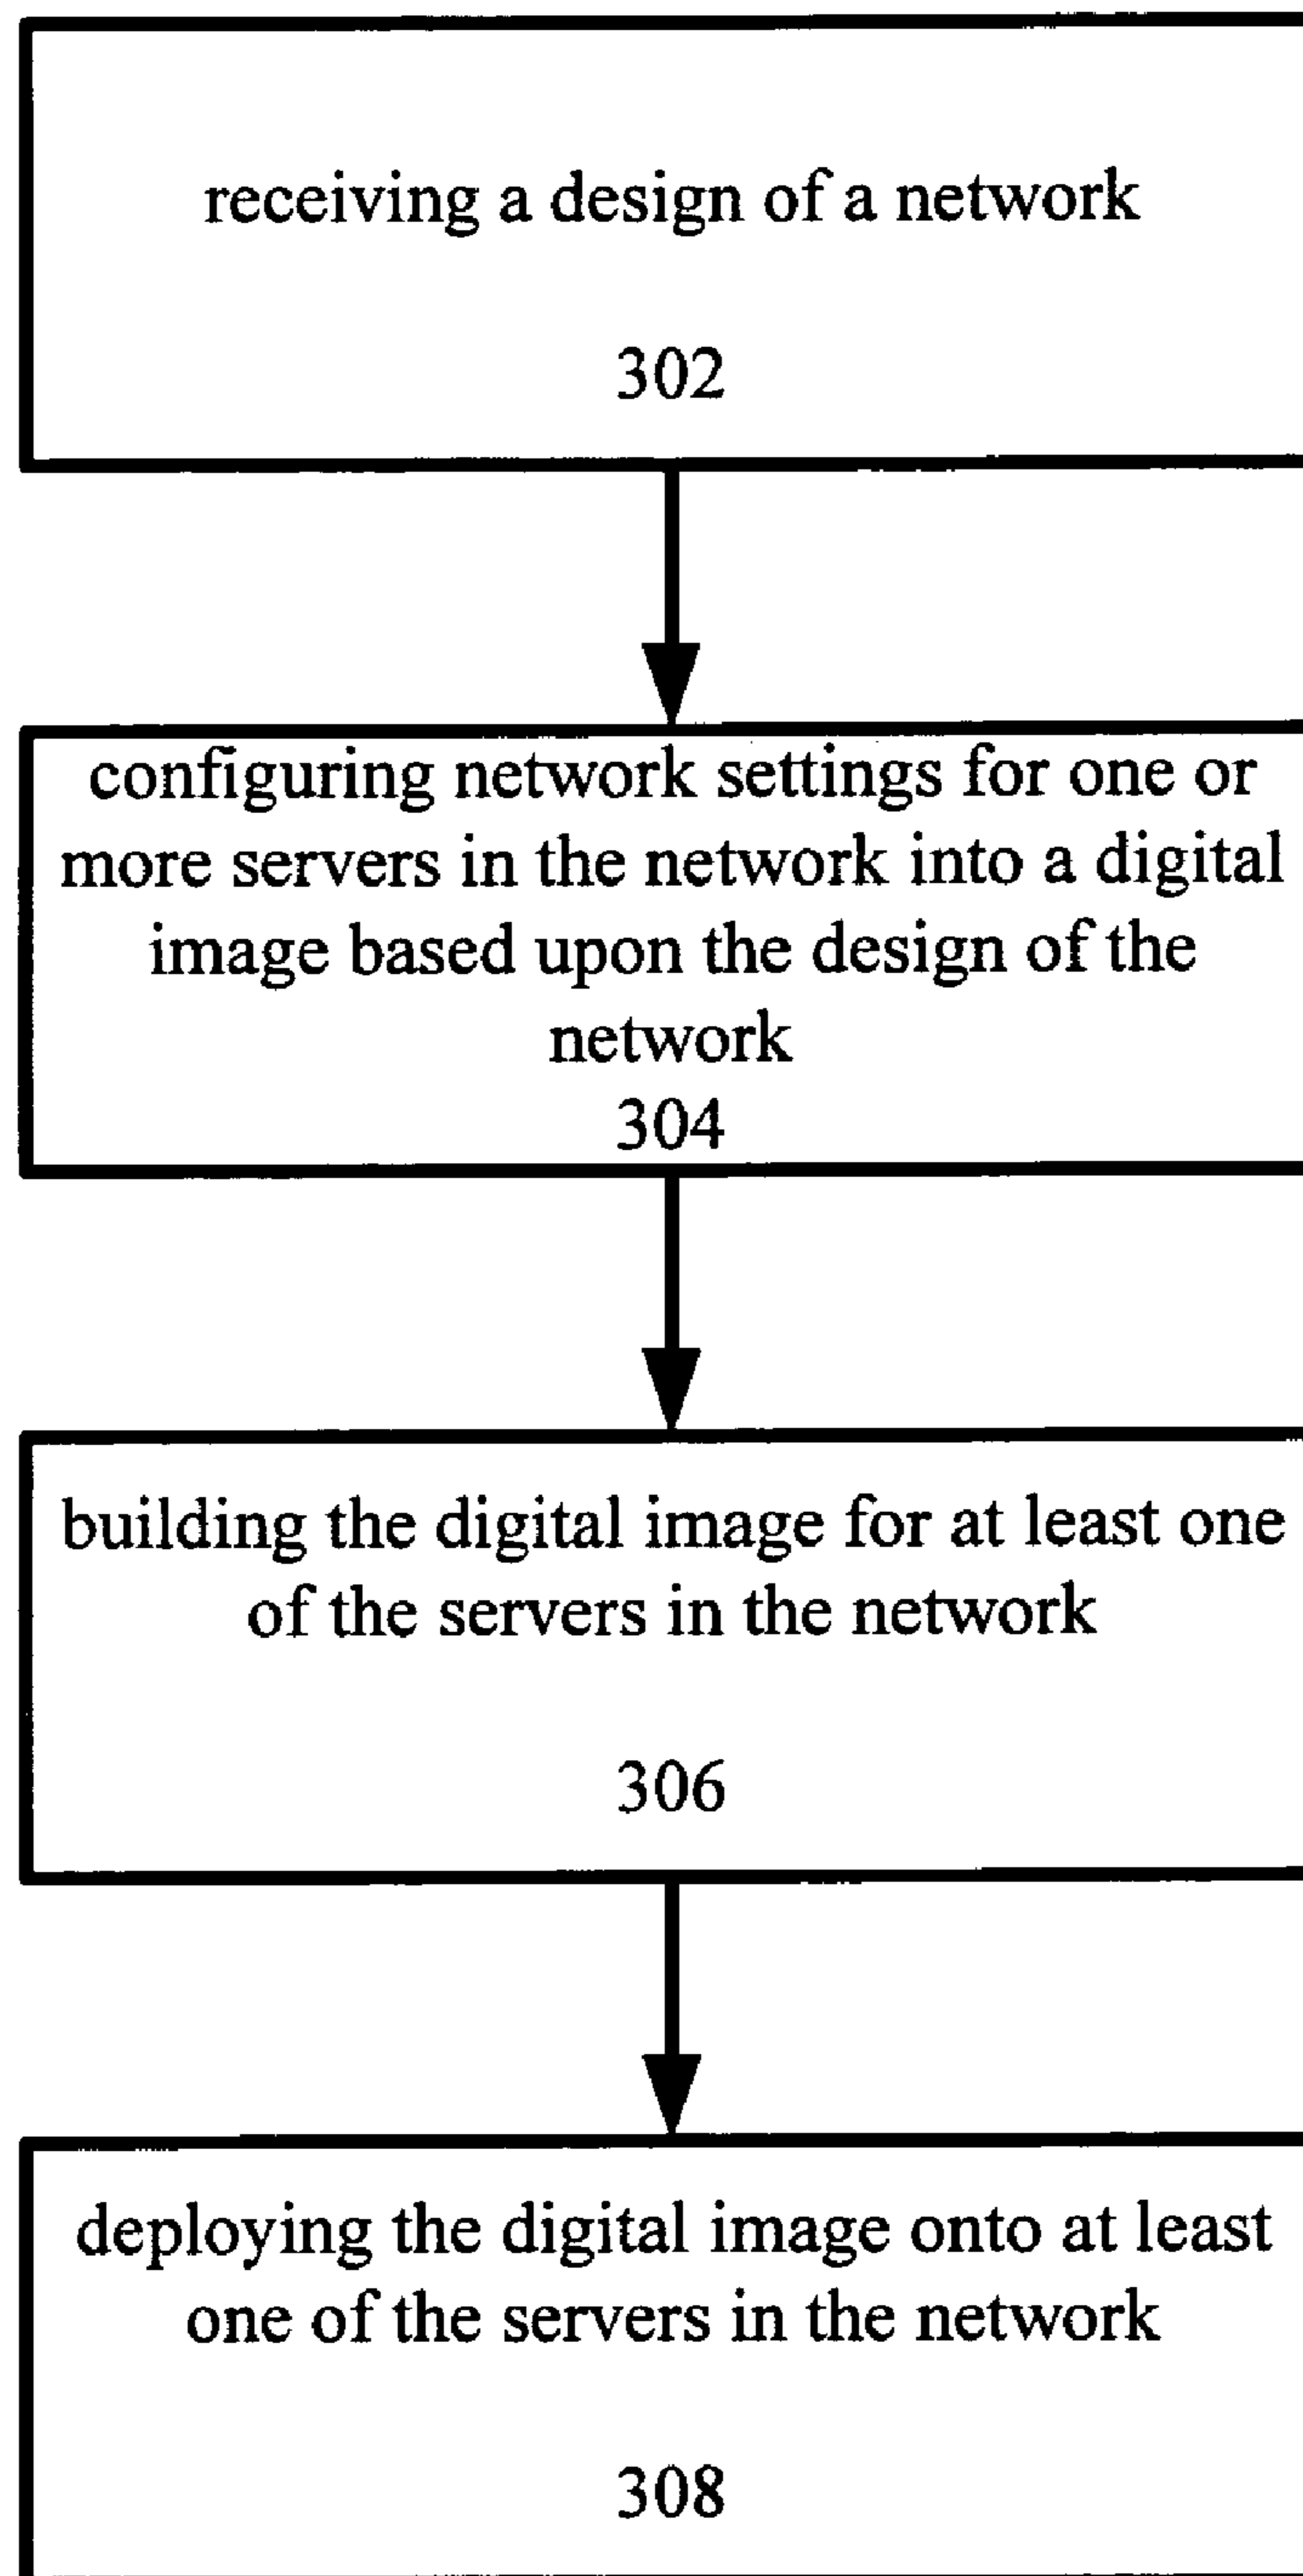 receiving a design of a network
302
configuring network settings for one or
more servers in the network into a digital
image based upon the design of the
network
304
building the digital image for at least one
of the servers in the network
306
deploying the digital image onto at least
one of the servers in the network
308